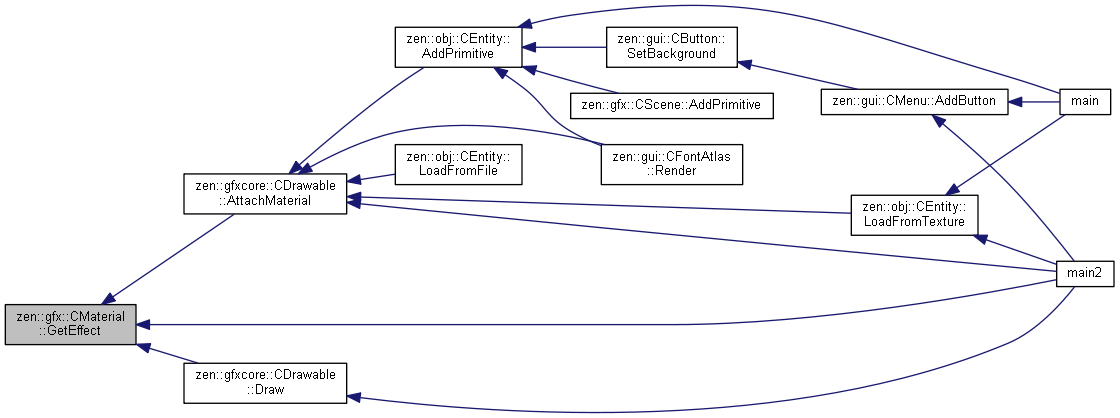 zen::obj::CEntity::
AddPrimitive
zen::gui::CButton::
SetBackground
zen::gfx::CScene::AddPrimitive
zen::gui::CMenu::AddButton
main
zen::obj::CEntity::
LoadFromFile
zen::gui::CFontAtlas
::Render
zen::gfxcore::CDrawable
::AttachMaterial
zen::obj::CEntity::
LoadFromTexture
main2
zen::gfx::CMaterial
::GetEffect
zen::gfxcore::CDrawable
::Draw